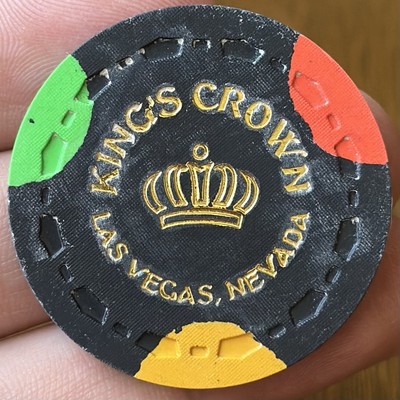 KING'S CROWN
LAS VEGAS, NEVADA